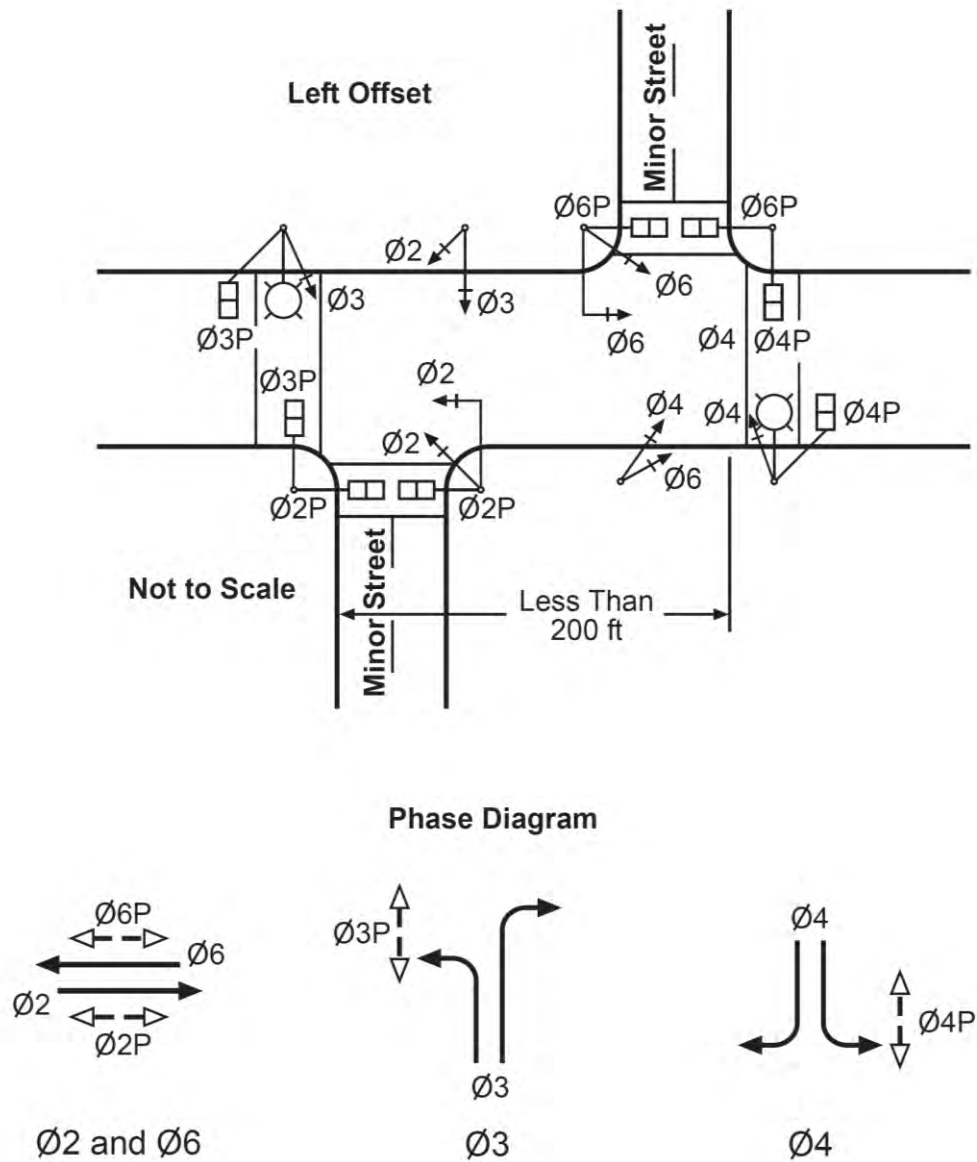 Left Offset
Minor Street
Ø6P
Ø6P
Ø2
Ø3
Ø3
Ø6
Ø6
Ø4
Ø3P
Ø4P
Ø3P
Ø2
Ø4
Ø4
Ø4P
Ø2
Ø6
Ø2P
Ø2P
Not to Scale
Minor Street
Less Than
200 ft
Phase Diagram
Ø6P
Ø6
Ø2
Ø2P
Ø3P
Ø3
Ø4
Ø4P
Ø2 and Ø6
Ø3
Ø4